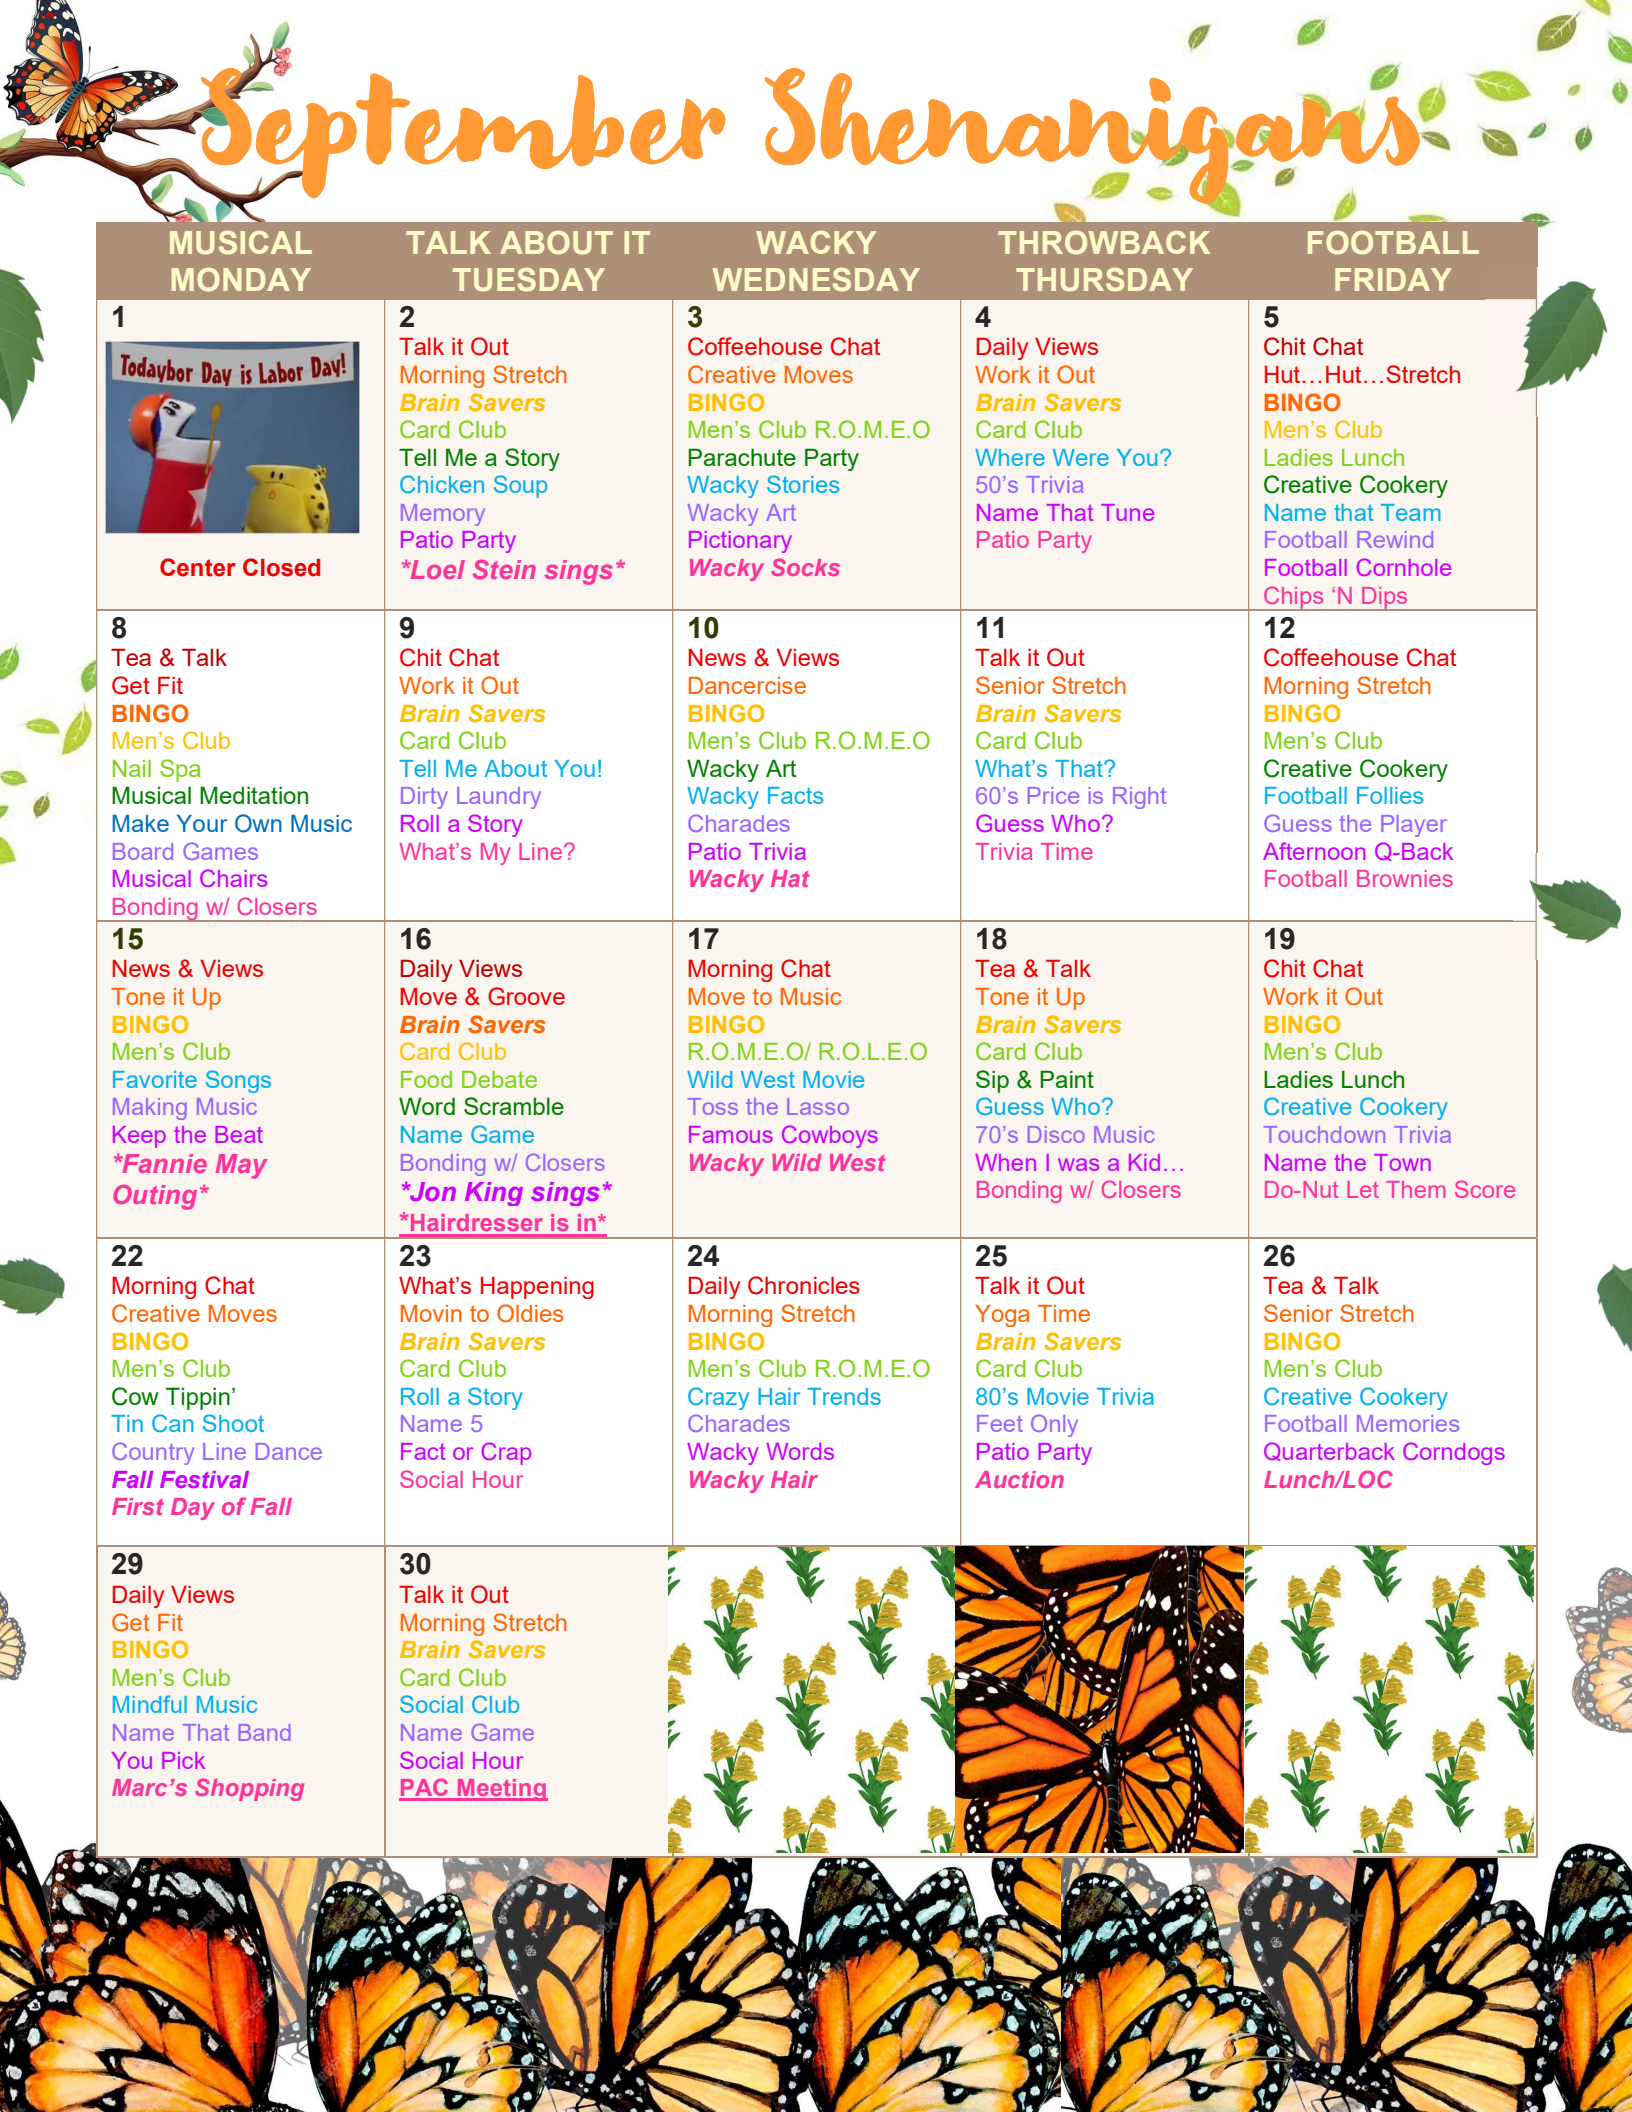 September Shenanigans
MUSICAL MONDAY
TALK ABOUT IT TUESDAY
WACKY WEDNESDAY
THROWBACK THURSDAY
FOOTBALL FRIDAY
1
Todaybor Day is Labor Day!
Center Closed
2
Talk it Out
Morning Stretch
Brain Savers
Card Club
Tell Me a Story
Chicken Soup
Memory
Patio Party
*Loel Stein sings*
3
Coffeehouse Chat
Creative Moves
BINGO
Men's Club R.O.M.E.O
Parachute Party
Wacky Stories
Wacky Art
Pictionary
Wacky Socks
4
Daily Views
Work it Out
Brain Savers
Card Club
Where Were You?
50's Trivia
Name That Tune
Patio Party
5
Chit Chat
Hut…Hut…Stretch
BINGO
Men's Club
Ladies Lunch
Creative Cookery
Name that Team
Football Rewind
Football Cornhole
Chips 'N Dips
8
Tea & Talk
Get Fit
BINGO
Men's Club
Nail Spa
Musical Meditation
Make Your Own Music
Board Games
Musical Chairs
Bonding w/ Closers
9
Chit Chat
Work it Out
Brain Savers
Card Club
Tell Me About You!
Dirty Laundry
Roll a Story
What's My Line?
10
News & Views
Dancercise
BINGO
Men's Club R.O.M.E.O
Wacky Art
Wacky Facts
Charades
Patio Trivia
Wacky Hat
11
Talk it Out
Senior Stretch
Brain Savers
Card Club
What's That?
60's Price is Right
Guess Who?
Trivia Time
12
Coffeehouse Chat
Morning Stretch
BINGO
Men's Club
Creative Cookery
Football Follies
Guess the Player
Afternoon Q-Back
Football Brownies
15
News & Views
Tone it Up
BINGO
Men's Club
Favorite Songs
Making Music
Keep the Beat
*Fannie May
Outing*
16
Daily Views
Move & Groove
Brain Savers
Card Club
Food Debate
Word Scramble
Name Game
Bonding w/ Closers
*Jon King sings*
*Hairdresser is in*
17
Morning Chat
Move to Music
BINGO
R.O.M.E.O/ R.O.L.E.O
Wild West Movie
Toss the Lasso
Famous Cowboys
Wacky Wild West
18
Tea & Talk
Tone it Up
Brain Savers
Card Club
Sip & Paint
Guess Who?
70's Disco Music
When I was a Kid…
Bonding w/ Closers
19
Chit Chat
Work it Out
BINGO
Men's Club
Ladies Lunch
Creative Cookery
Touchdown Trivia
Name the Town
Do-Nut Let Them Score
22
Morning Chat
Creative Moves
BINGO
Men's Club
Cow Tippin'
Tin Can Shoot
Country Line Dance
Fall Festival
First Day of Fall
23
What's Happening
Movin to Oldies
Brain Savers
Card Club
Roll a Story
Name 5
Fact or Crap
Social Hour
24
Daily Chronicles
Morning Stretch
BINGO
Men's Club R.O.M.E.O
Crazy Hair Trends
Charades
Wacky Words
Wacky Hair
25
Talk it Out
Yoga Time
Brain Savers
Card Club
80's Movie Trivia
Feet Only
Patio Party
Auction
26
Tea & Talk
Senior Stretch
BINGO
Men's Club
Creative Cookery
Football Memories
Quarterback Corndogs
Lunch/LOC
29
Daily Views
Get Fit
BINGO
Men's Club
Mindful Music
Name That Band
You Pick
Marc's Shopping
30
Talk it Out
Morning Stretch
Brain Savers
Card Club
Social Club
Name Game
Social Hour
PAC Meeting